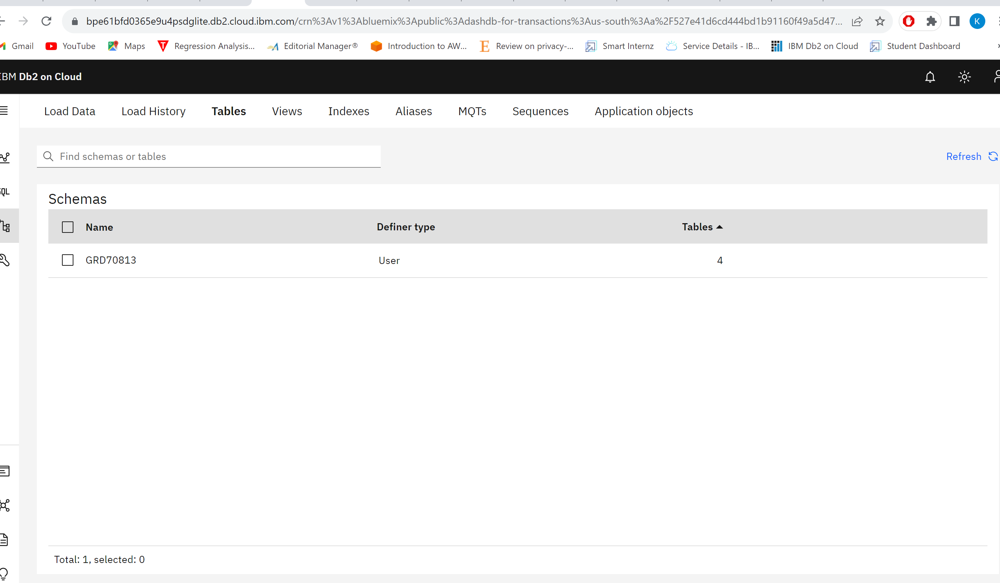 bpe61bfd0365e9u4psdglite.db2.cloud.ibm.com/crn%3Av1%3Abluemix%3Apublic%3Adashdb-for-transactions%3Aus-south%3Aa%2F527e41d6cd444bd1b91160f49a5d47... K
Gmail YouTube Maps Regression Analysis... Editorial Manager® Introduction to AW... Review on privacy-... Smart Internz Service Details - IB... IBM Db2 on Cloud Student Dashboard
IBM Db2 on Cloud
Load Data Load History Tables Views Indexes Aliases MQTs Sequences Application objects
Find schemas or tables Refresh
SQL
Schemas
Name Definer type Tables
GRD70813 User 4
Total: 1, selected: 0